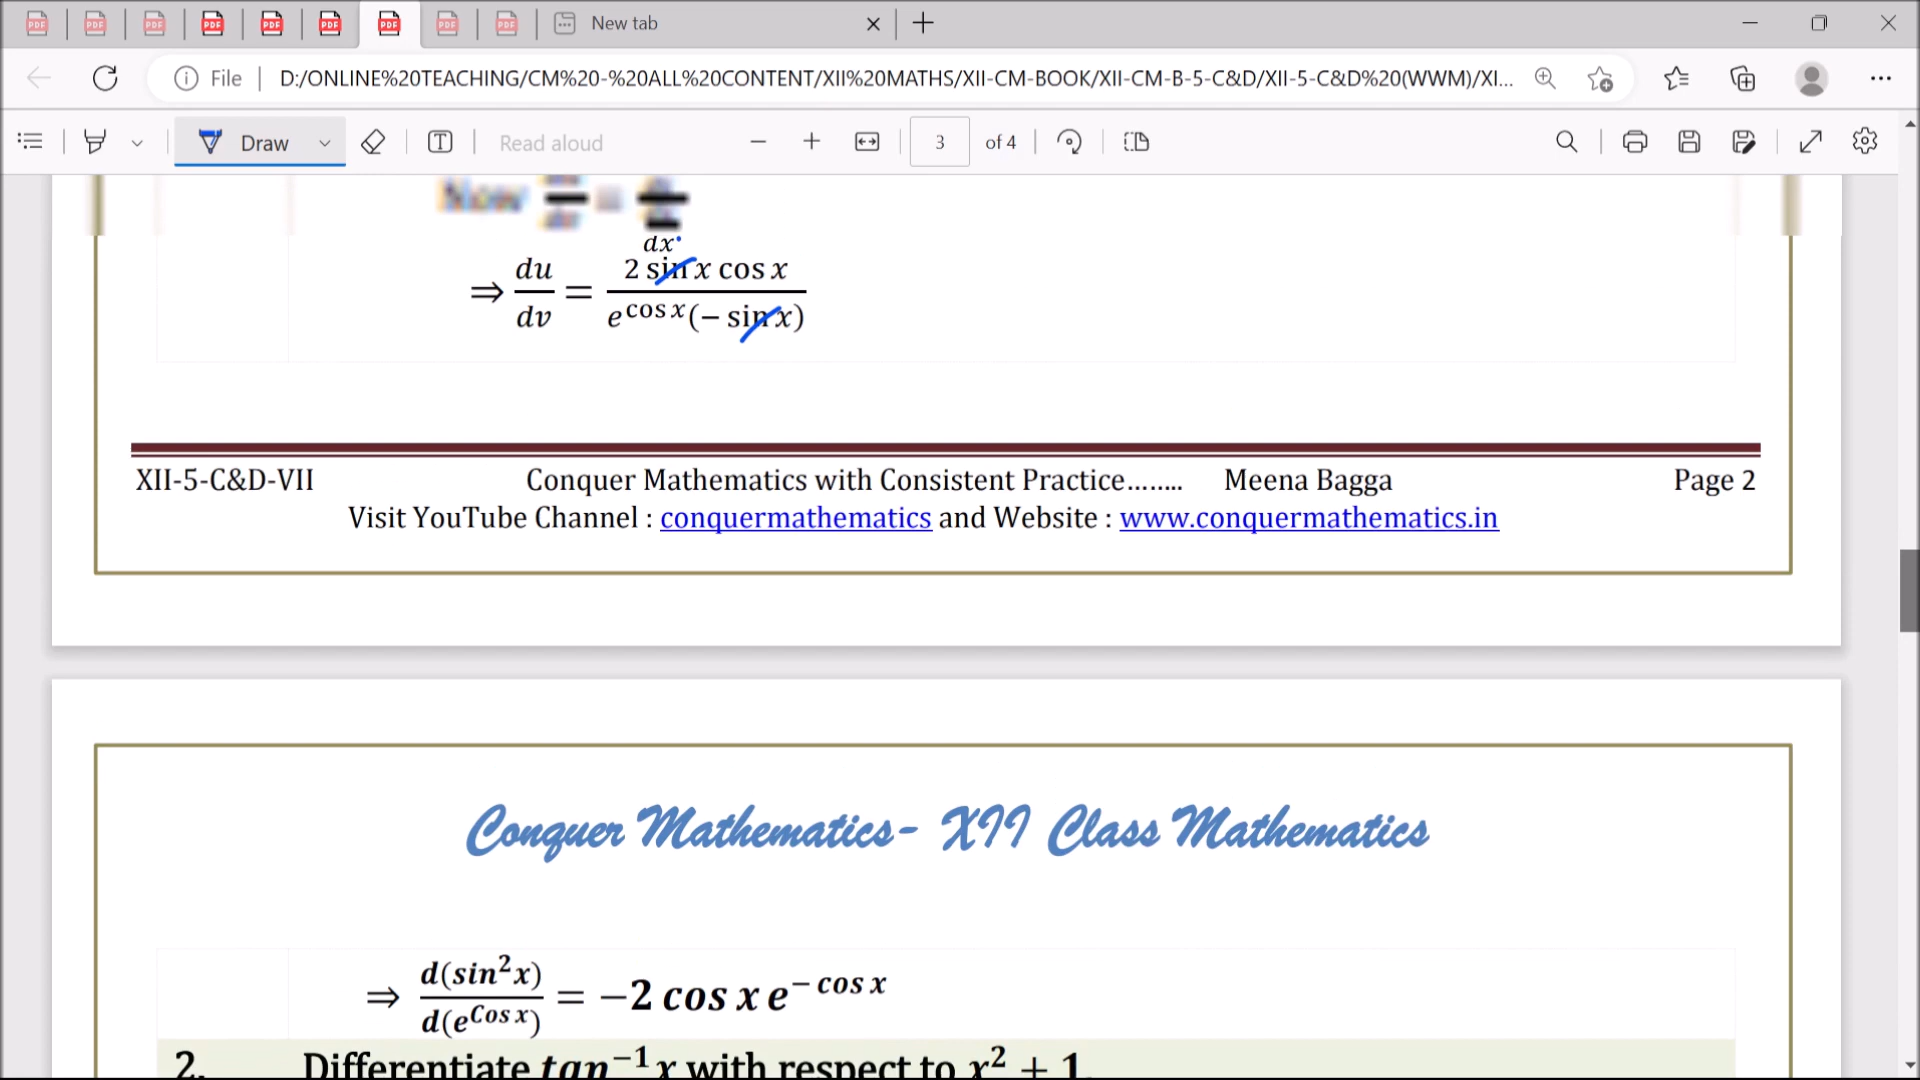 New tab
File D:/ONLINE%20TEACHING/CM%20-%20ALL%20CONTENT/XII%20MATHS/XII-CM-BOOK/XII-CM-B-5-C&D/XII-5-C&D%20(WWM)/XI...
Draw T Read aloud 3 of 4
Now
dx
⇒ du/dv = 2 sin x cos x / e^{cos x}(− sin x)
XII-5-C&D-VII Conquer Mathematics with Consistent Practice........ Meena Bagga Page 2
Visit YouTube Channel : conquermathematics and Website : www.conquermathematics.in
Conquer Mathematics- XII Class Mathematics
⇒ d(sin²x)/d(e^{Cos x}) = −2 cos x e^{− cos x}
2. Differentiate tan⁻¹x with respect to x² + 1.